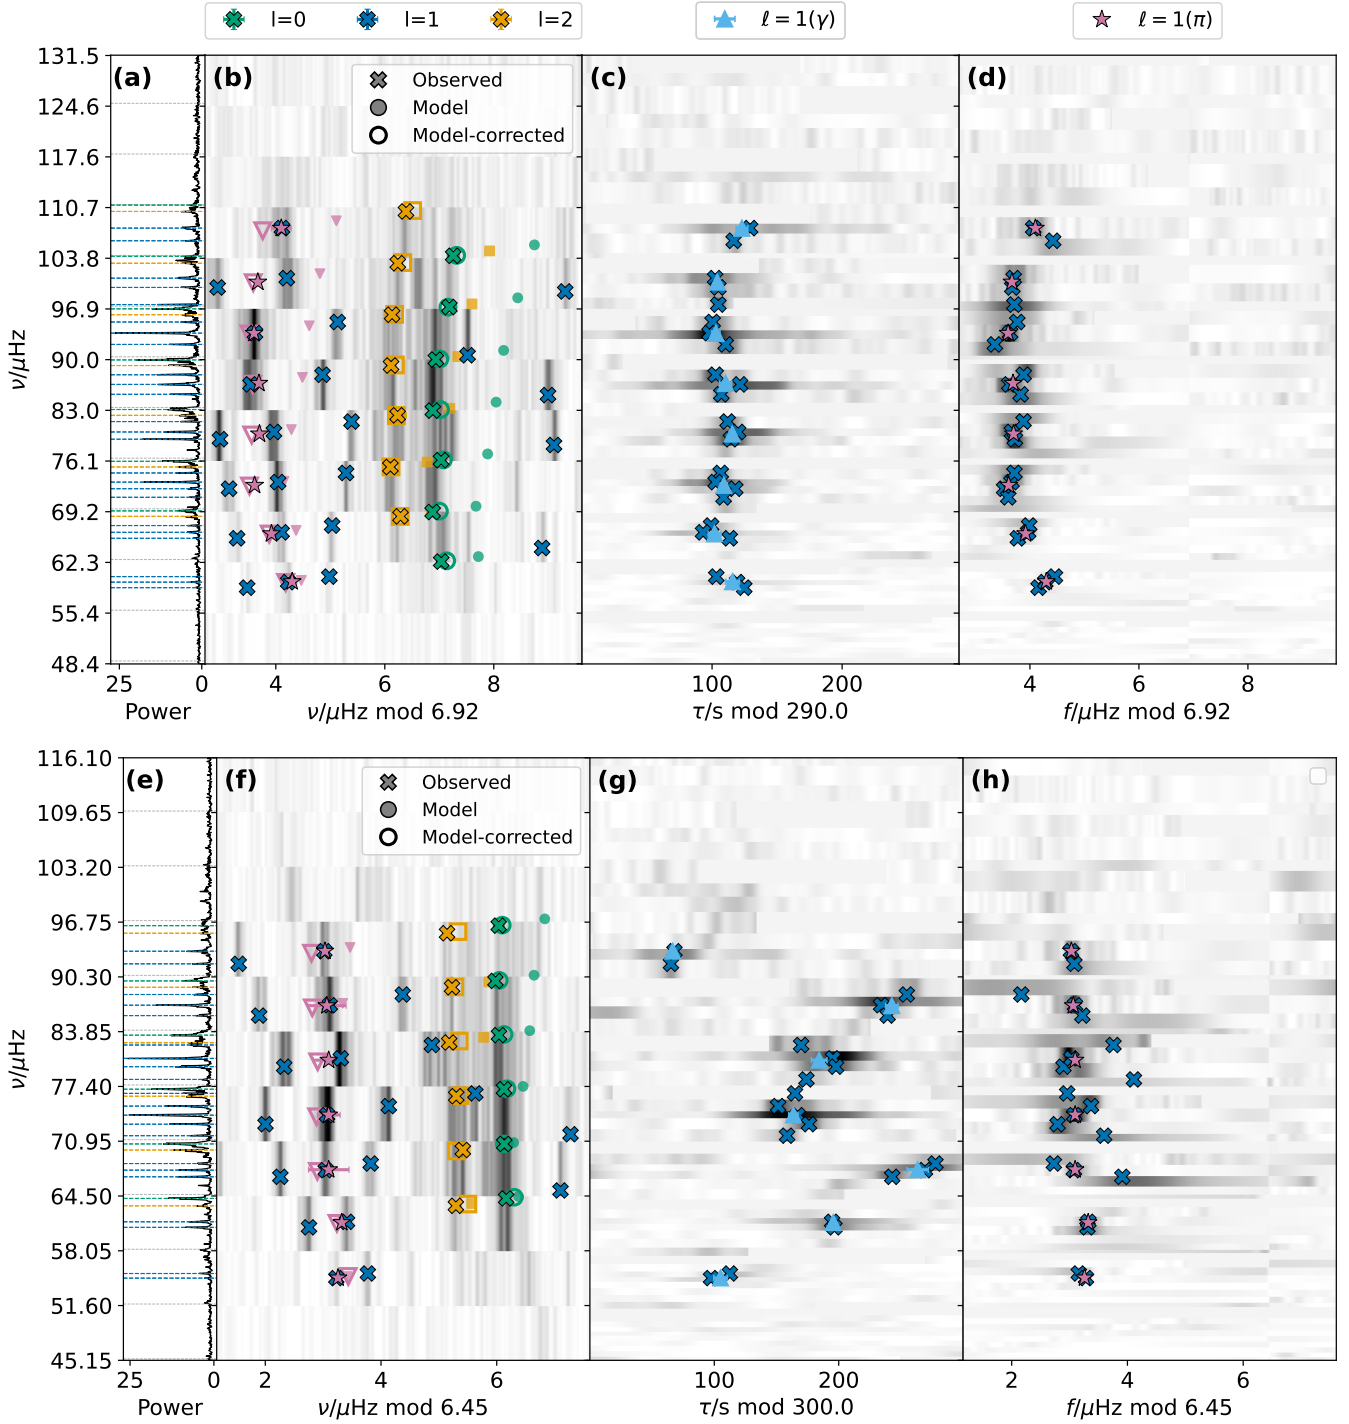 l=0 l=1 l=2 ℓ = 1(γ) ℓ = 1(π)
(a) (b) (c) (d)
Observed
Model
Model-corrected
131.5
124.6
117.6
110.7
103.8
96.9
90.0
83.0
76.1
69.2
62.3
55.4
48.4
ν/μHz
25 0 4 6 8 100 200 4 6 8
Power ν/μHz mod 6.92 τ/s mod 290.0 f/μHz mod 6.92
(e) (f) (g) (h)
Observed
Model
Model-corrected
116.10
109.65
103.20
96.75
90.30
83.85
77.40
70.95
64.50
58.05
51.60
45.15
ν/μHz
25 0 2 4 6 100 200 2 4 6
Power ν/μHz mod 6.45 τ/s mod 300.0 f/μHz mod 6.45